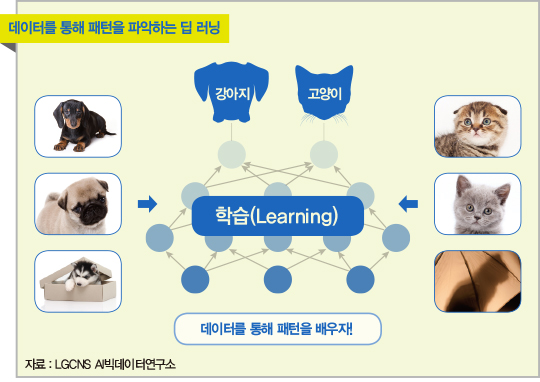 데이터를 통해 패턴을 파악하는 딥 러닝
강아지
고양이
학습(Learning)
데이터를 통해 패턴을 배우자!
자료 : LGCNS AI빅데이터연구소